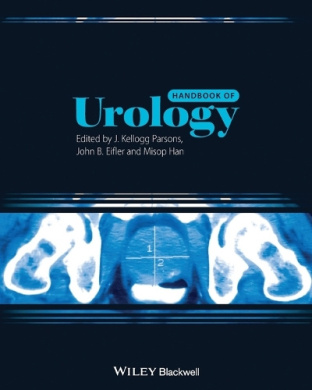 HANDBOOK OF
Urology
Edited by J. Kellogg Parsons,
John B. Eifler and Misop Han
1
2
WILEY Blackwell